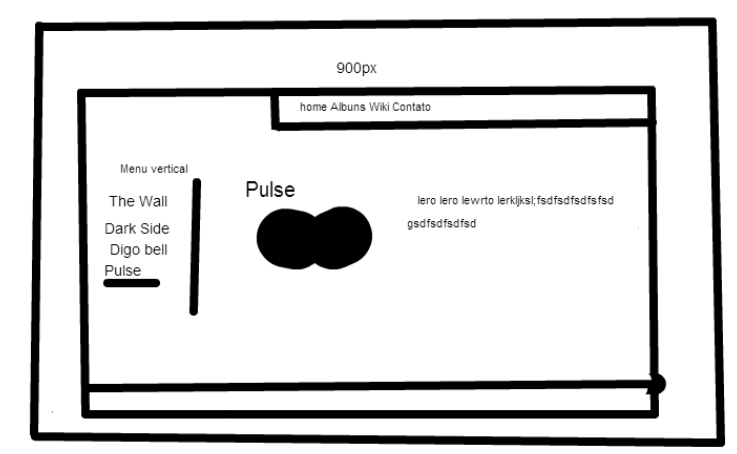 900px
home Albuns Wiki Contato
Menu vertical
The Wall
Dark Side
Digo bell
Pulse
Pulse
lero lero lewrto lerkljksl;fsdfsdfsdfsfsd
gsdfsdfsdfsd